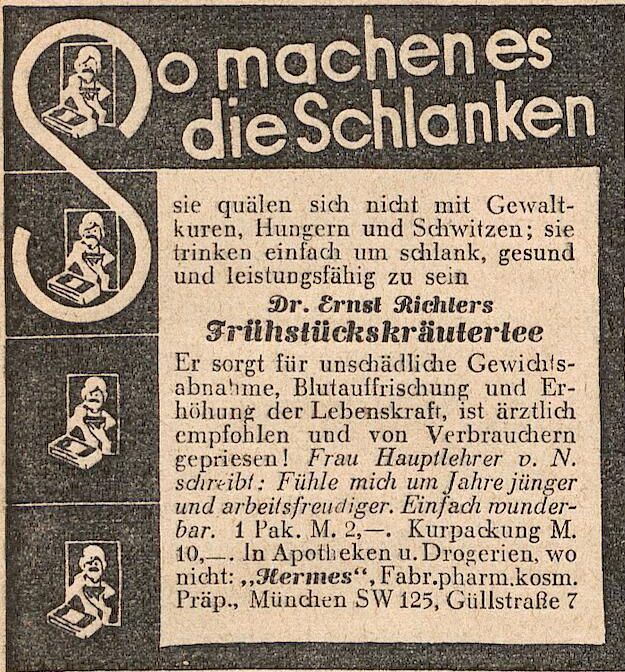 So machen es
die Schlanken
sie quälen sich nicht mit Gewalt-
kuren, Hungern und Schwitzen; sie
trinken einfach um schlank, gesund
und leistungsfähig zu sein
Dr. Ernst Richters
Frühstückskräutertee
Er sorgt für unschädliche Gewichts-
abnahme, Blutauffrischung und Er-
höhung der Lebenskraft, ist ärztlich
empfohlen und von Verbrauchern
gepriesen! Frau Hauptlehrer v. N.
schreibt: Fühle mich um Jahre jünger
und arbeitsfreudiger. Einfach wunder-
bar. 1 Pak. M. 2,—. Kurpackung M.
10,—. In Apotheken u. Drogerien, wo
nicht: „Hermes“, Fabr. pharm. kosm.
Präp., München SW 125, Güllstraße 7